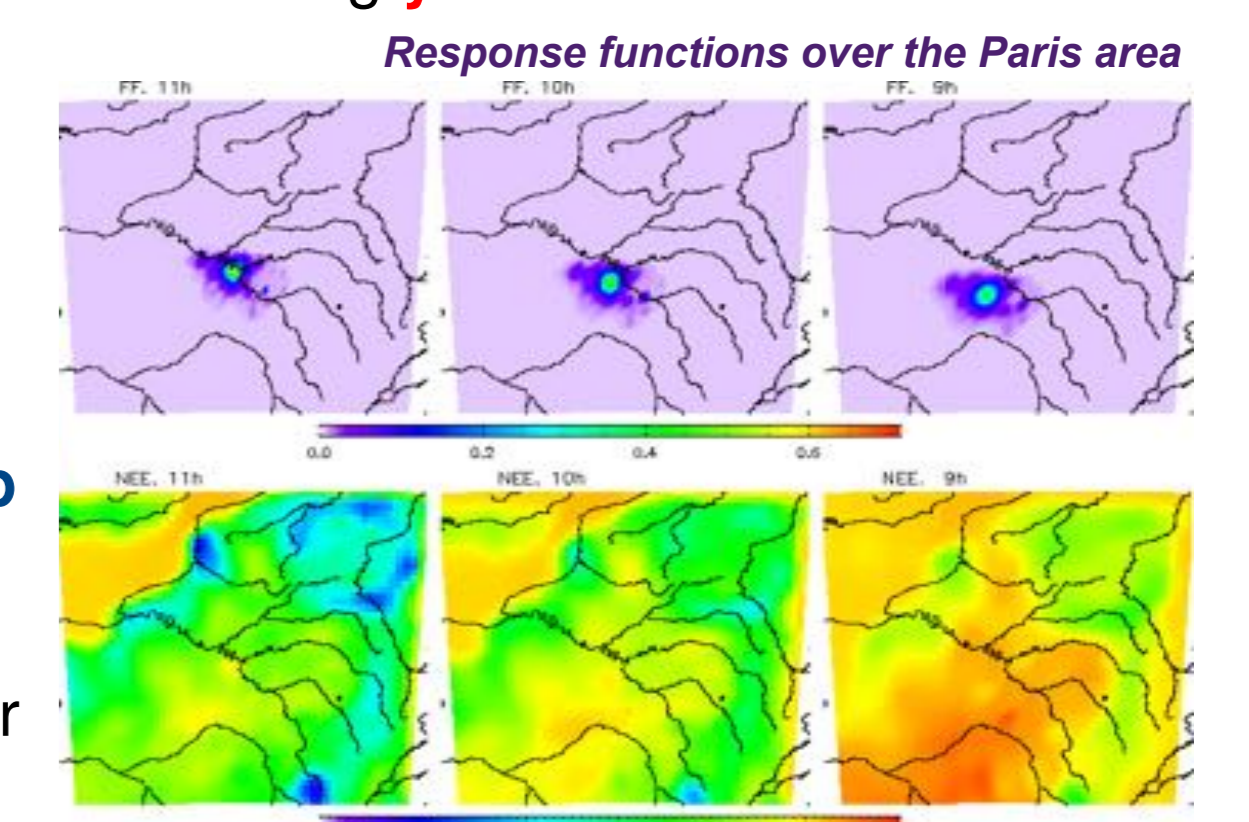 Response functions over the Paris area
FF. 11h FF. 10h FF. 9h
0.0 0.2 0.4 0.6
NEE. 11h NEE. 10h NEE. 9h